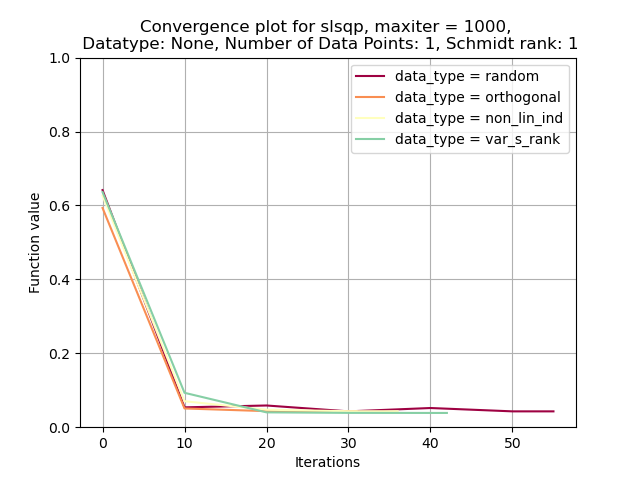 Convergence plot for slsqp, maxiter = 1000,
Datatype: None, Number of Data Points: 1, Schmidt rank: 1
1.0
0.8
0.6
0.4
0.2
0.0
Function value
data_type = random
data_type = orthogonal
data_type = non_lin_ind
data_type = var_s_rank
0 10 20 30 40 50
Iterations